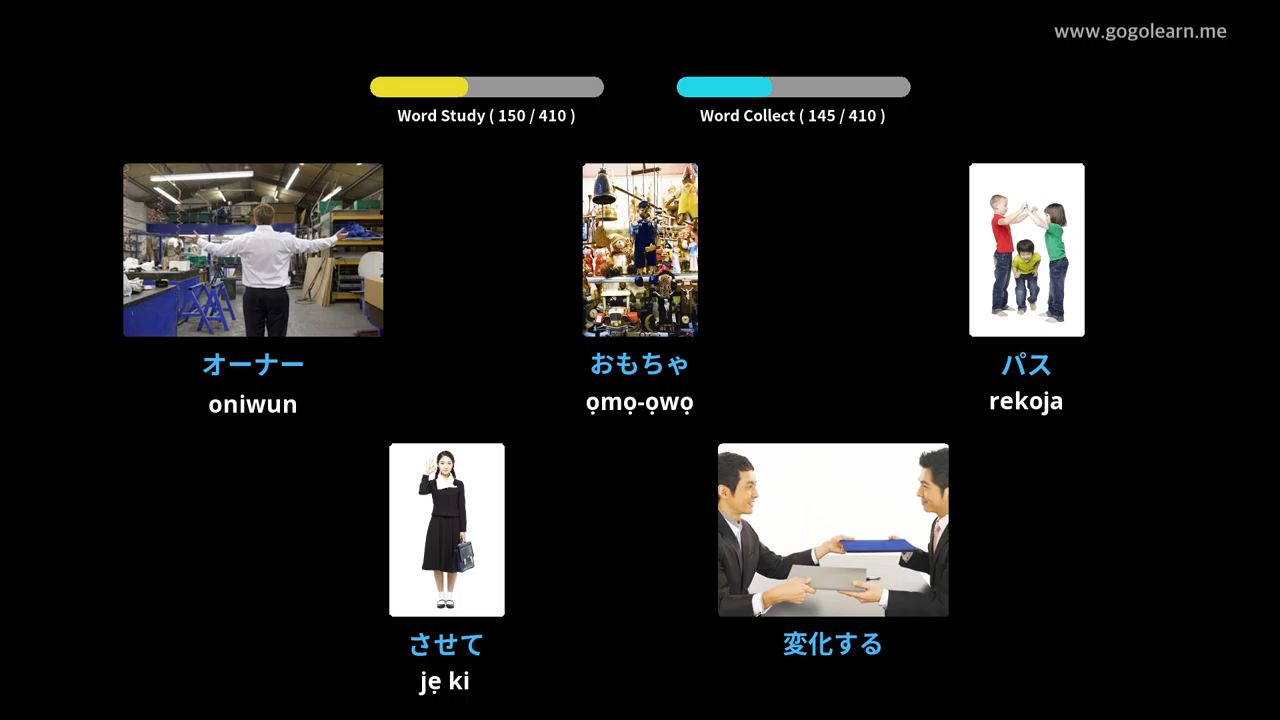 www.gogolearn.me
Word Study ( 150 / 410 )
Word Collect ( 145 / 410 )
オーナー
oniwun
おもちゃ
ọmọ-ọwọ
パス
rekoja
させて
jẹ ki
変化する